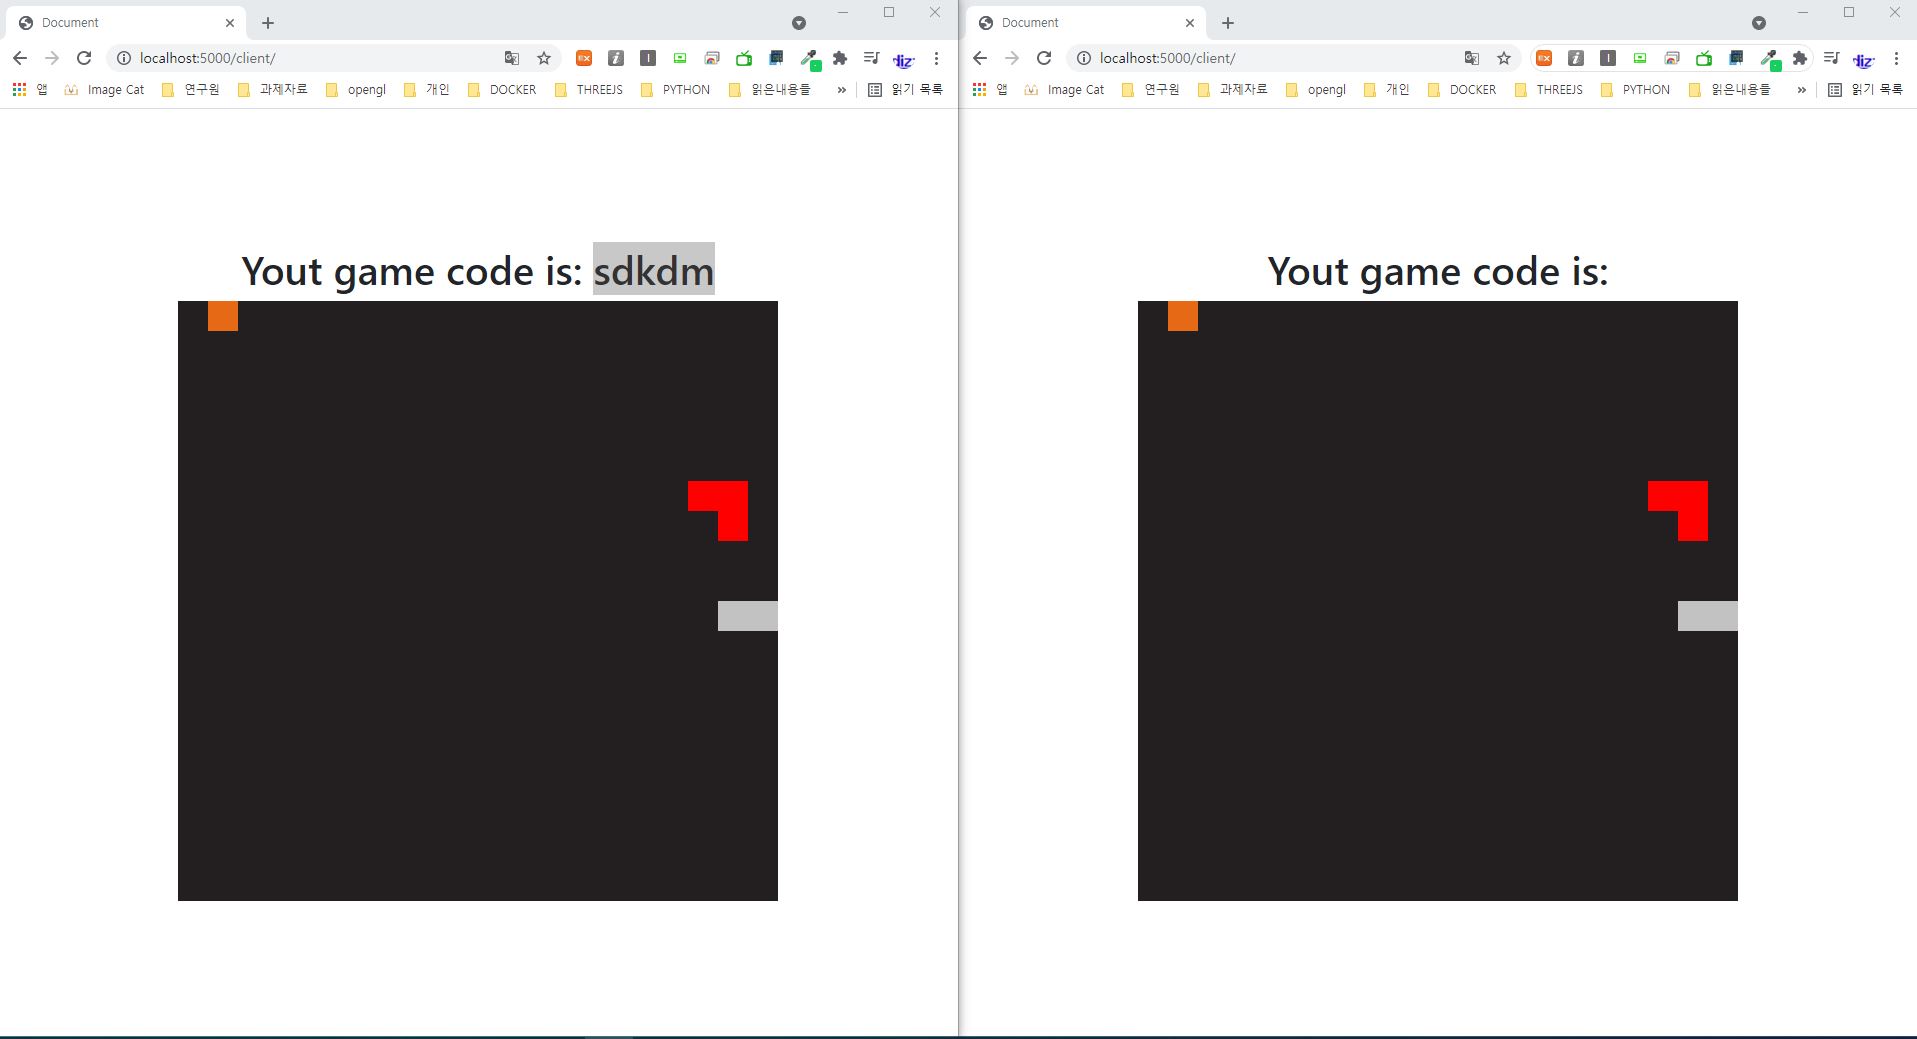 Document
localhost:5000/client/
앱 Image Cat 연구원 과제자료 opengl 개인 DOCKER THREEJS PYTHON 읽은내용들 » 읽기 목록
Yout game code is: sdkdm
Document
localhost:5000/client/
앱 Image Cat 연구원 과제자료 opengl 개인 DOCKER THREEJS PYTHON 읽은내용들 » 읽기 목록
Yout game code is: